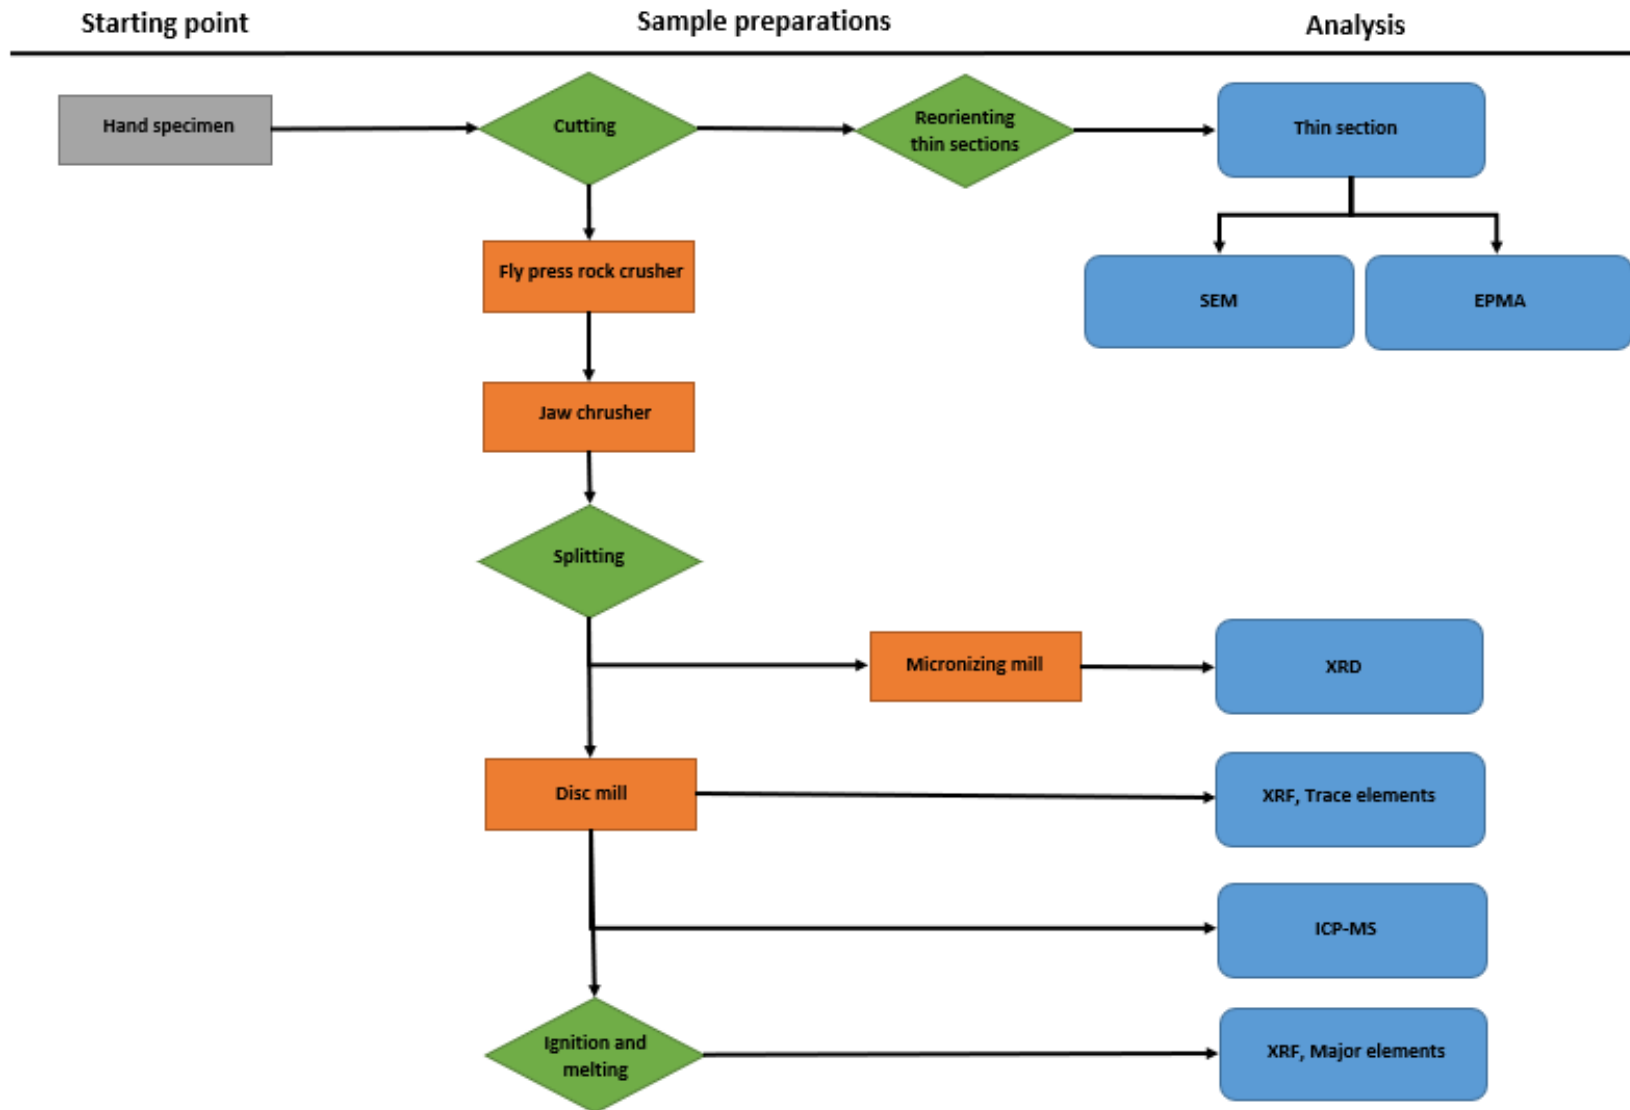 Starting point
Sample preparations
Analysis
Hand specimen
Cutting
Reorienting
thin sections
Thin section
Fly press rock crusher
SEM
EPMA
Jaw chrusher
Splitting
Micronizing mill
XRD
Disc mill
XRF, Trace elements
ICP-MS
Ignition and
melting
XRF, Major elements